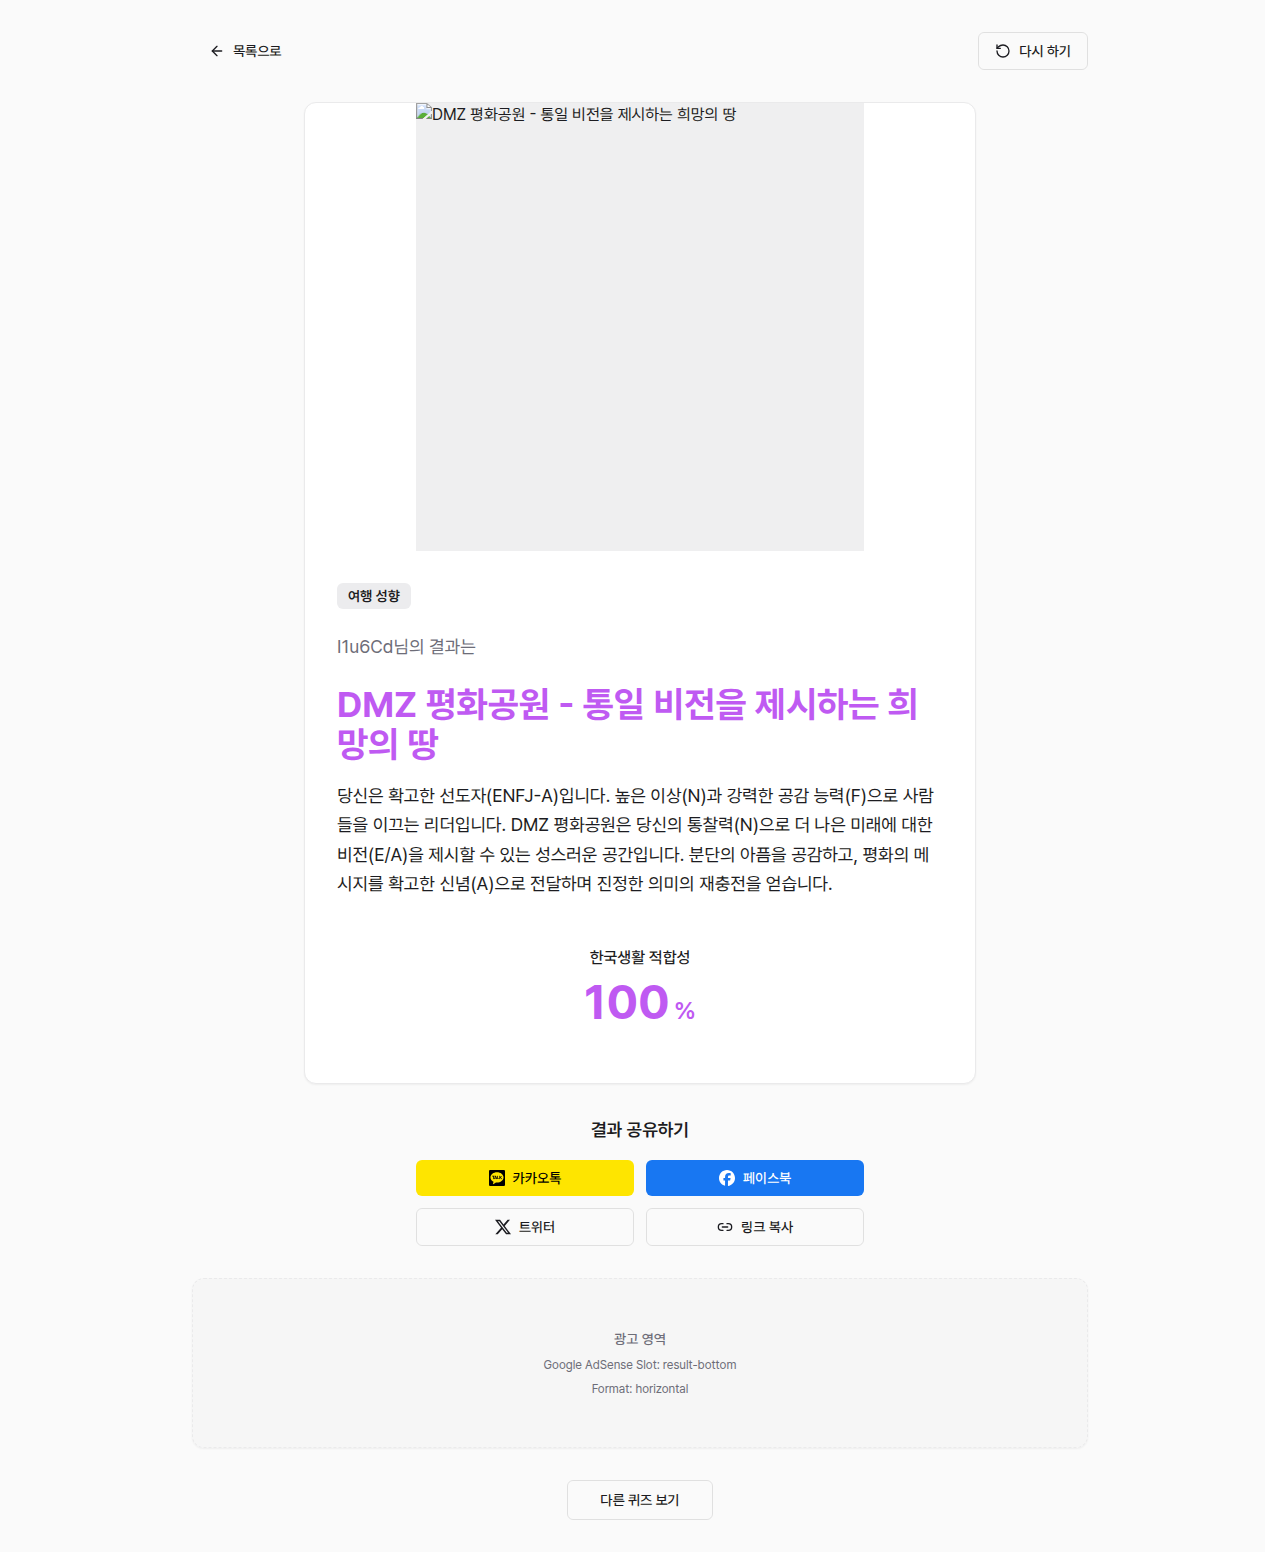 목록으로
다시 하기
DMZ 평화공원 - 통일 비전을 제시하는 희망의 땅
여행 성향
I1u6Cd님의 결과는
DMZ 평화공원 - 통일 비전을 제시하는 희
망의 땅
당신은 확고한 선도자(ENFJ-A)입니다. 높은 이상(N)과 강력한 공감 능력(F)으로 사람
들을 이끄는 리더입니다. DMZ 평화공원은 당신의 통찰력(N)으로 더 나은 미래에 대한
비전(E/A)을 제시할 수 있는 성스러운 공간입니다. 분단의 아픔을 공감하고, 평화의 메
시지를 확고한 신념(A)으로 전달하며 진정한 의미의 재충전을 얻습니다.
한국생활 적합성
100 %
결과 공유하기
TALK 카카오톡
페이스북
트위터
링크 복사
광고 영역
Google AdSense Slot: result-bottom
Format: horizontal
다른 퀴즈 보기